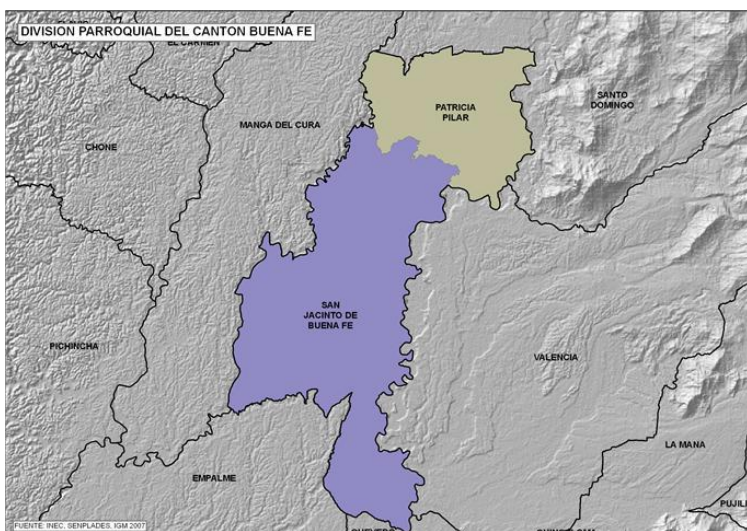 DIVISION PARROQUIAL DEL CANTON BUENA FE
EL CARMEN
PATRICIA
PILAR
SANTO
DOMINGO
MANGA DEL CURA
CHONE
SAN
JACINTO DE
BUENA FE
PICHINCHA
VALENCIA
LA MANA
EMPALME
PUJILI
FUENTE: INEC, SENPLADES, IGM 2007